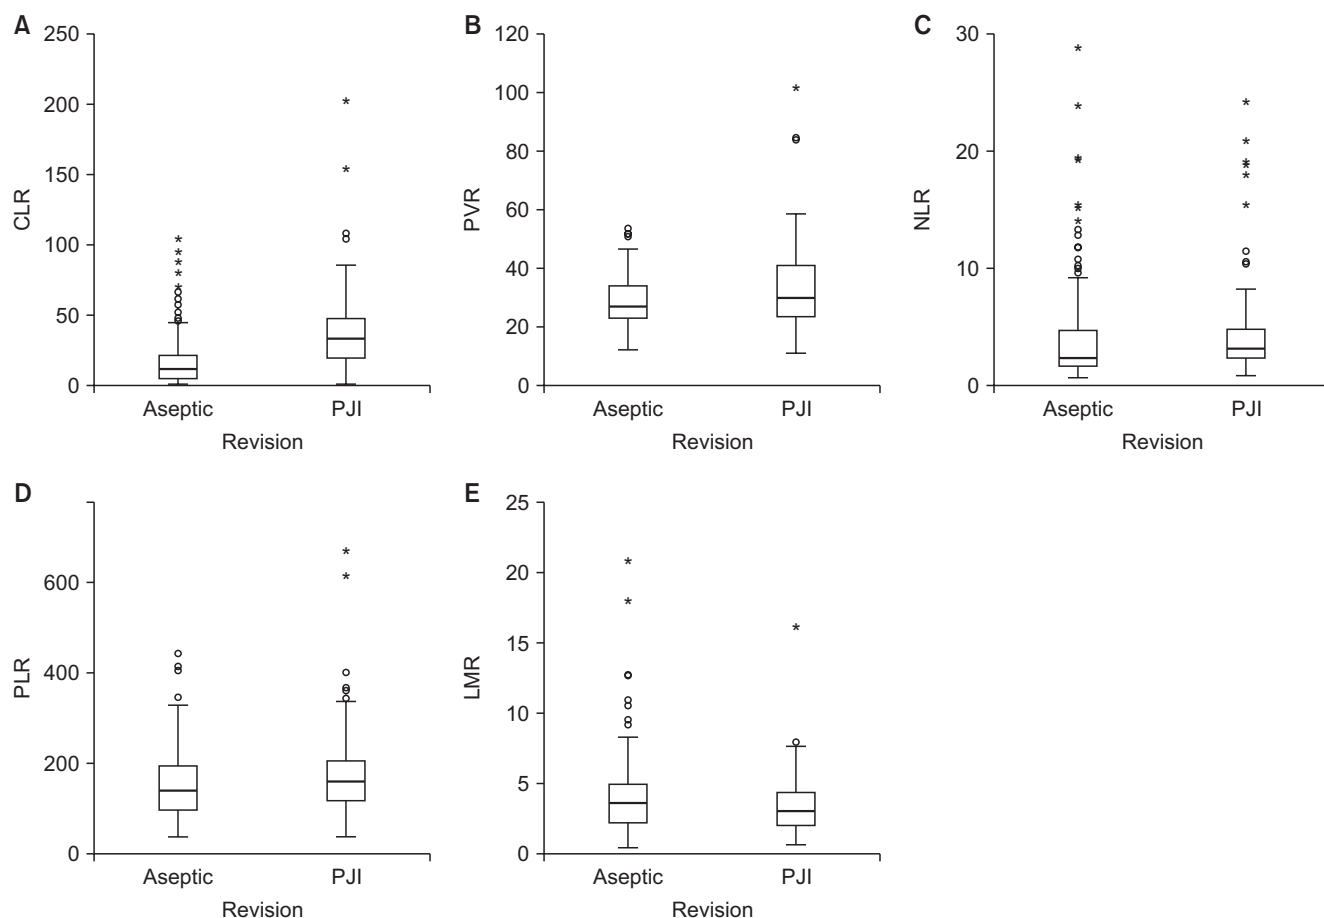 A
CLR
250
200
150
100
50
0
Aseptic
PJI
Revision
B
PVR
120
100
80
60
40
20
0
Aseptic
PJI
Revision
C
NLR
30
20
10
0
Aseptic
PJI
Revision
D
PLR
600
400
200
0
Aseptic
PJI
Revision
E
LMR
25
20
15
10
5
0
Aseptic
PJI
Revision